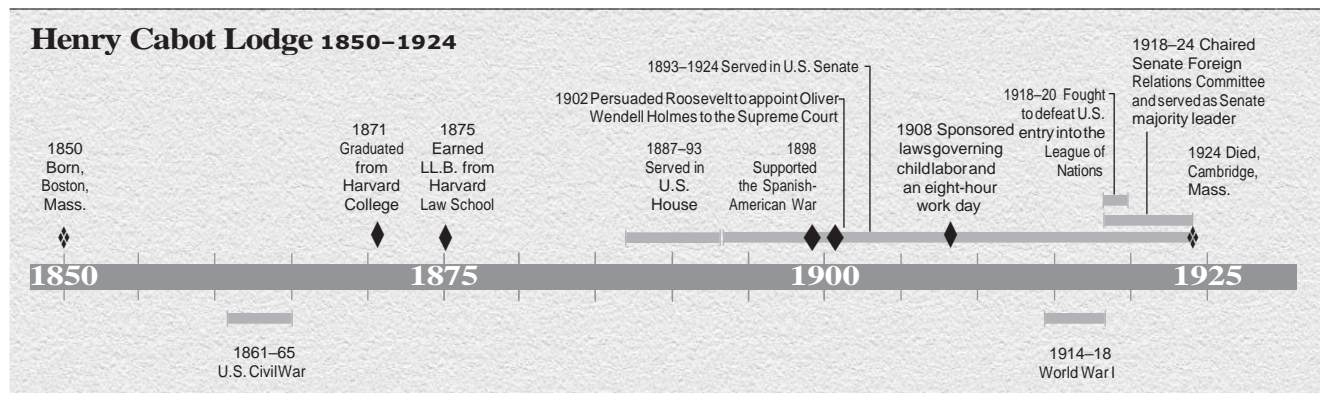 Henry Cabot Lodge 1850–1924
1850
Born,
Boston,
Mass.
1871
Graduated
from
Harvard
College
1875
Earned
LL.B. from
Harvard
Law School
1887–93
Served in
U.S.
House
1893–1924 Served in U.S. Senate
1902 Persuaded Roosevelt to appoint Oliver
Wendell Holmes to the Supreme Court
1898
Supported
the Spanish-
American War
1908 Sponsored
laws governing
child labor and
an eight-hour
work day
1918–20 Fought
to defeat U.S.
entry into the
League of
Nations
1918–24 Chaired
Senate Foreign
Relations Committee
and served as Senate
majority leader
1924 Died,
Cambridge,
Mass.
1850 1875 1900 1925
1861–65
U.S. Civil War
1914–18
World War I